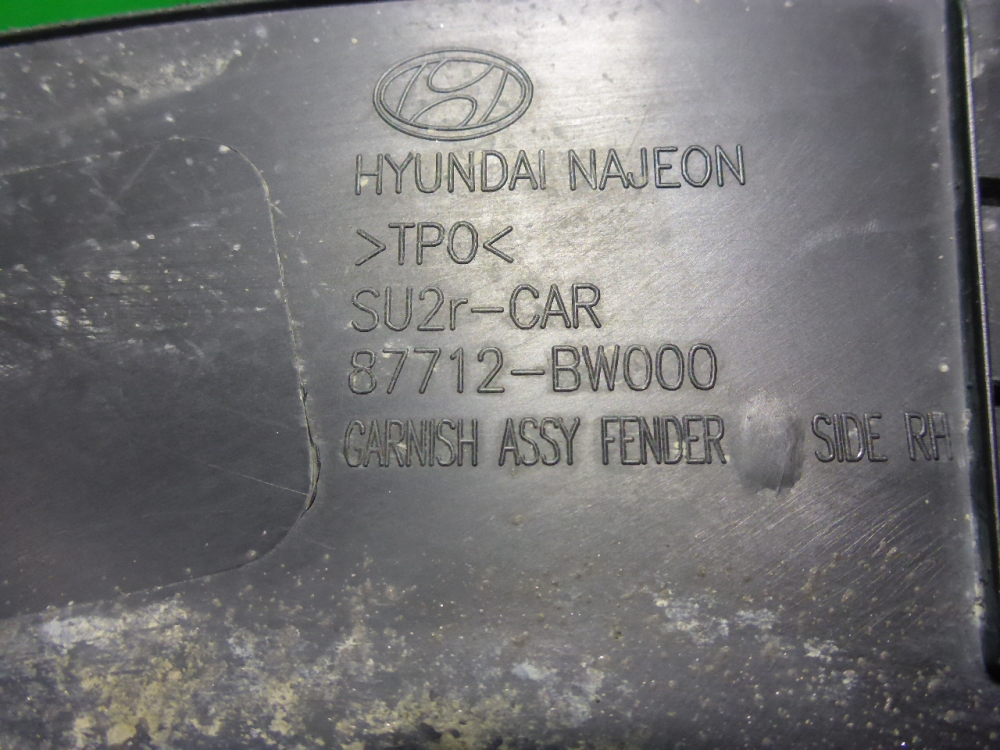 HYUNDAI NAJEON
>TPO<
SU2r-CAR
87712-BW000
GARNISH ASSY FENDER SIDE RH